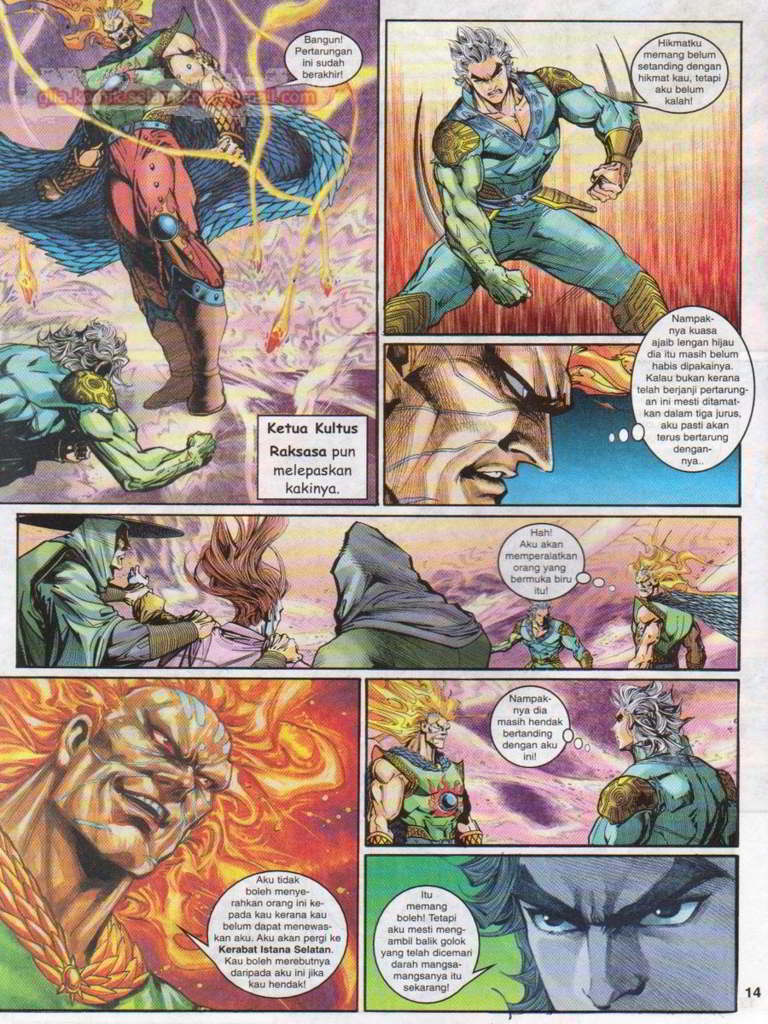 Bangun!
Pertarungan
ini sudah
berakhir!
Ketua Kultus
Raksasa pun
melepaskan
kakinya.
Hikmatku
memang belum
setanding dengan
hikmat kau, tetapi
aku belum
kalah!
Nampak-
nya kuasa
ajaib lengan hijau
dia itu masih belum
habis dipakainya.
Kalau bukan kerana
telah berjanji pertarung-
an ini mesti ditamat-
kan dalam tiga jurus,
aku pasti akan
terus bertarung
dengan-
nya..
Hah!
Aku akan
memperalatkan
orang yang
bermuka biru
itu!
Aku tidak
boleh menye-
rahkan orang ini ke-
pada kau kerana kau
belum dapat menewas-
kan aku. Aku akan pergi ke
Kerabat Istana Selatan.
Kau boleh merebutnya
daripada aku ini jika
kau hendak!
Nampak-
nya dia
masih hendak
bertanding
dengan aku
ini!
Itu
memang
boleh! Tetapi
aku mesti meng-
ambil balik golok
yang telah dicemari
darah mangsa-
mangsanya itu
sekarang!
14